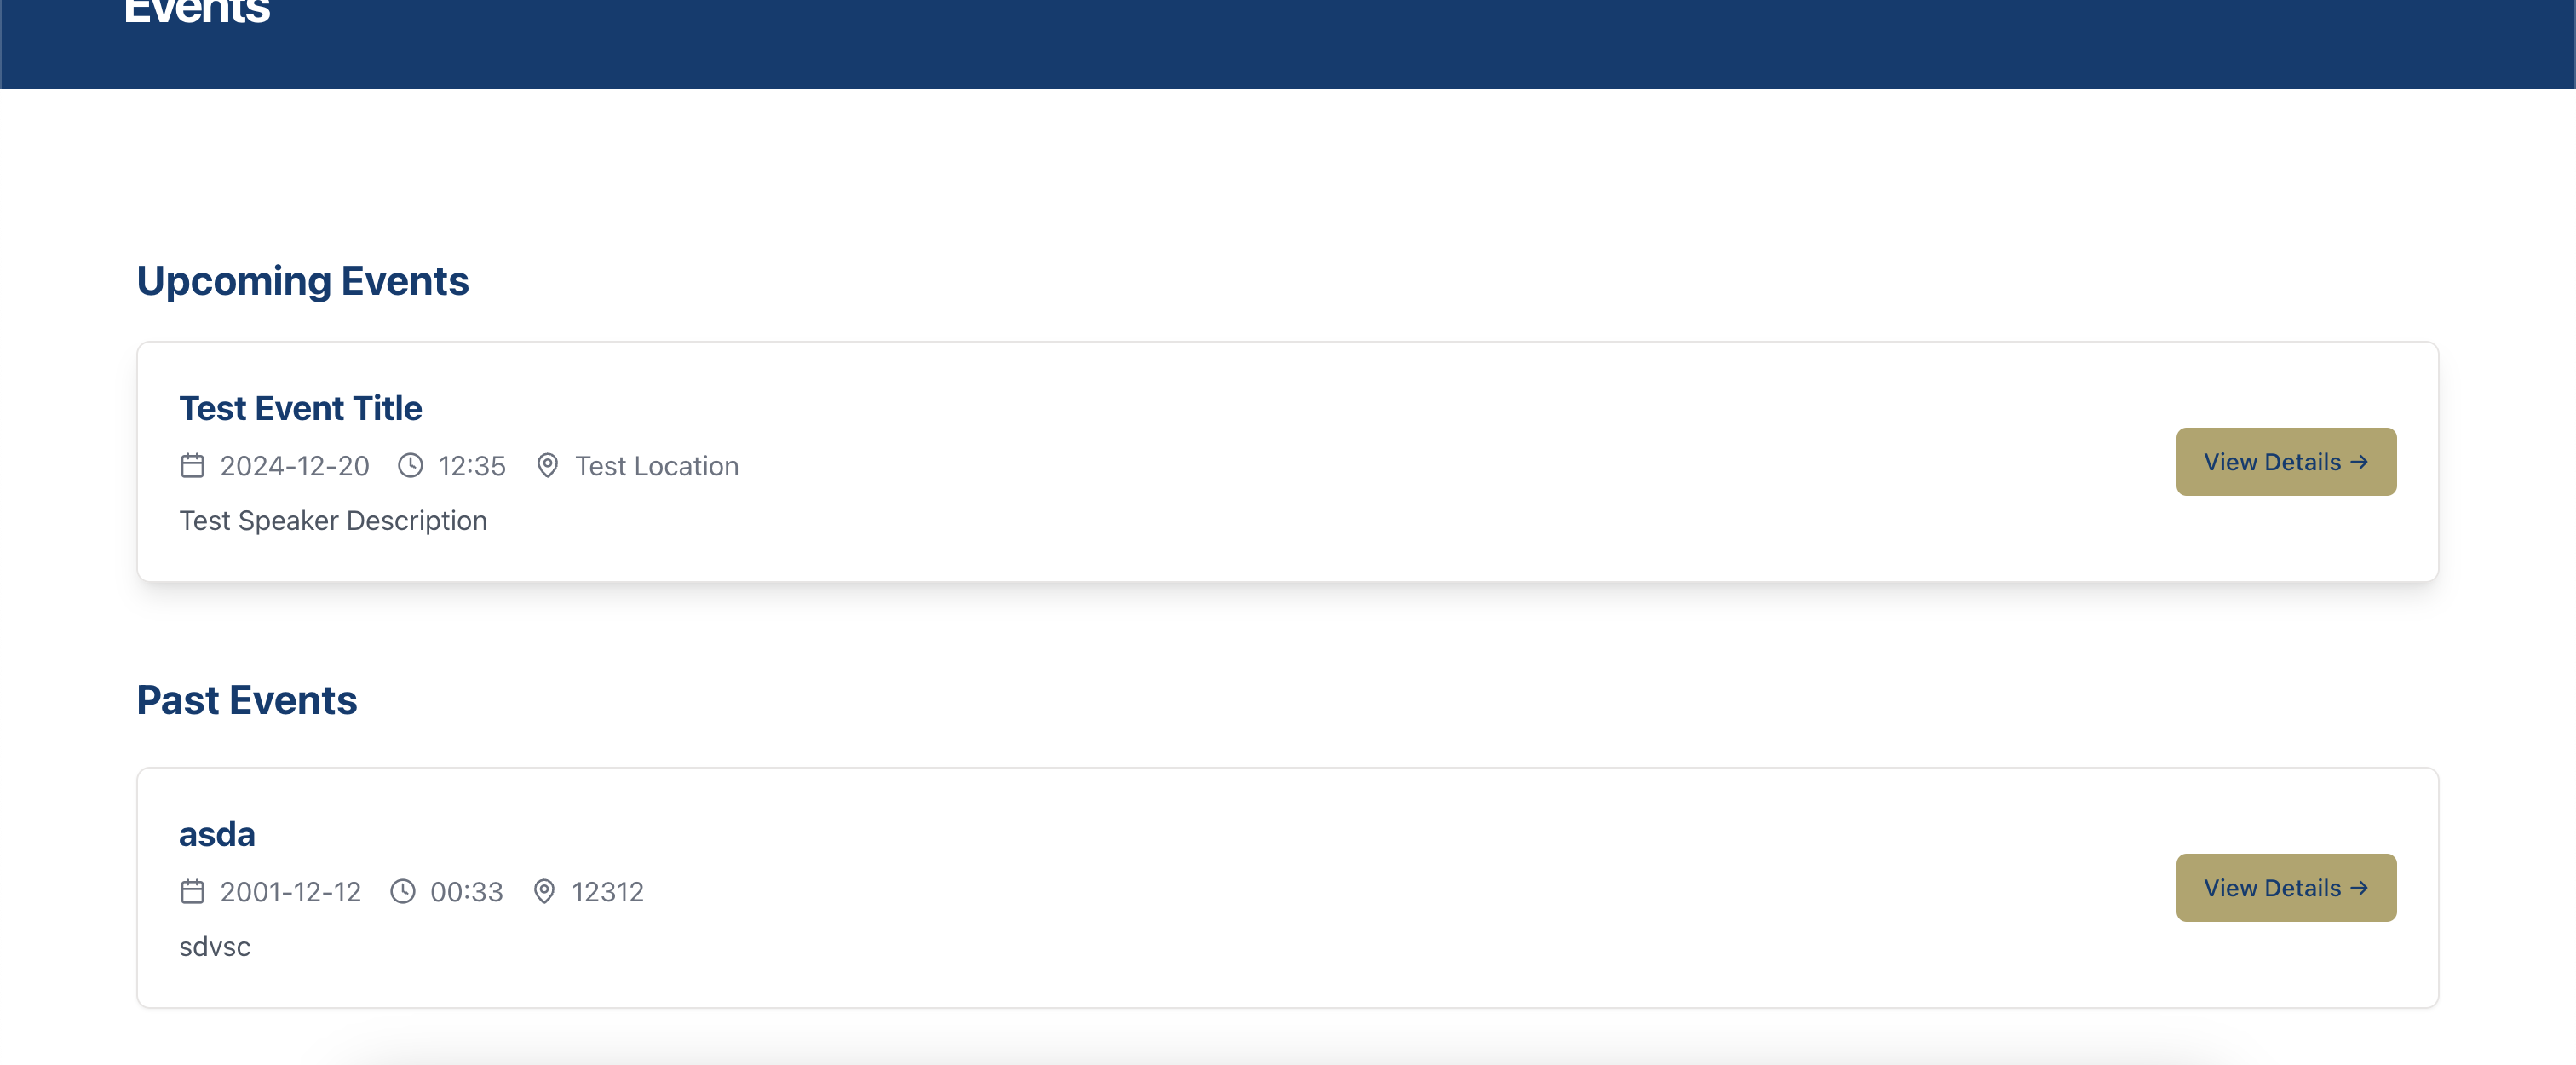 Events
Upcoming Events
Test Event Title
2024-12-20 12:35 Test Location
Test Speaker Description
View Details →
Past Events
asda
2001-12-12 00:33 12312
sdvsc
View Details →